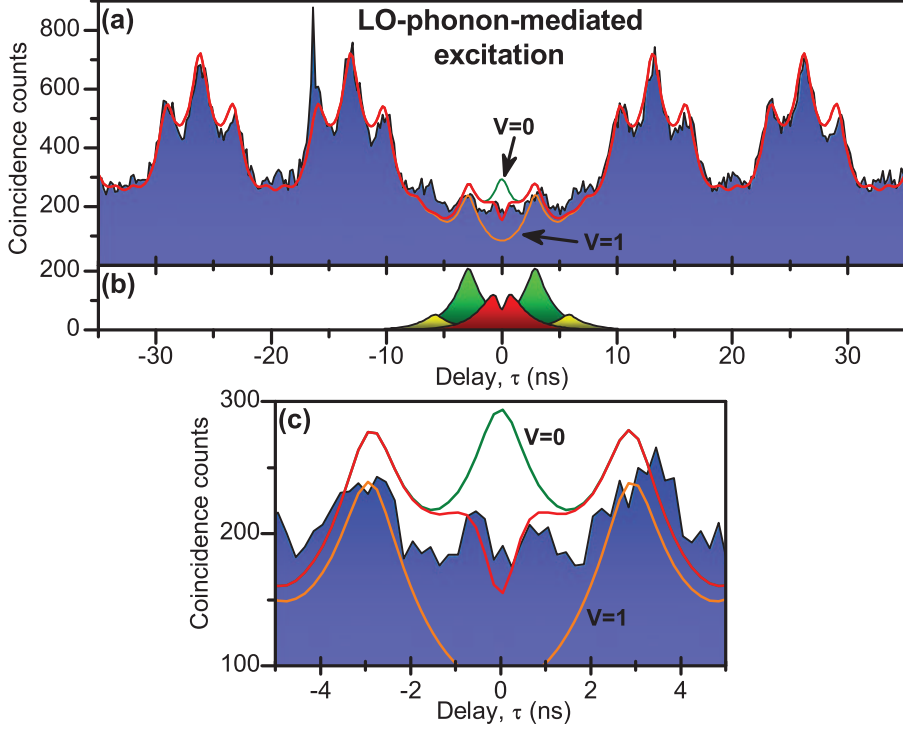 (a)
LO-phonon-mediated
excitation
Coincidence counts
800
600
400
200
V=0
V=1
(b)
200
0
-30
-20
-10
0
10
20
30
Delay, τ (ns)
(c)
Coincidence counts
300
200
100
V=0
V=1
-4
-2
0
2
4
Delay, τ (ns)